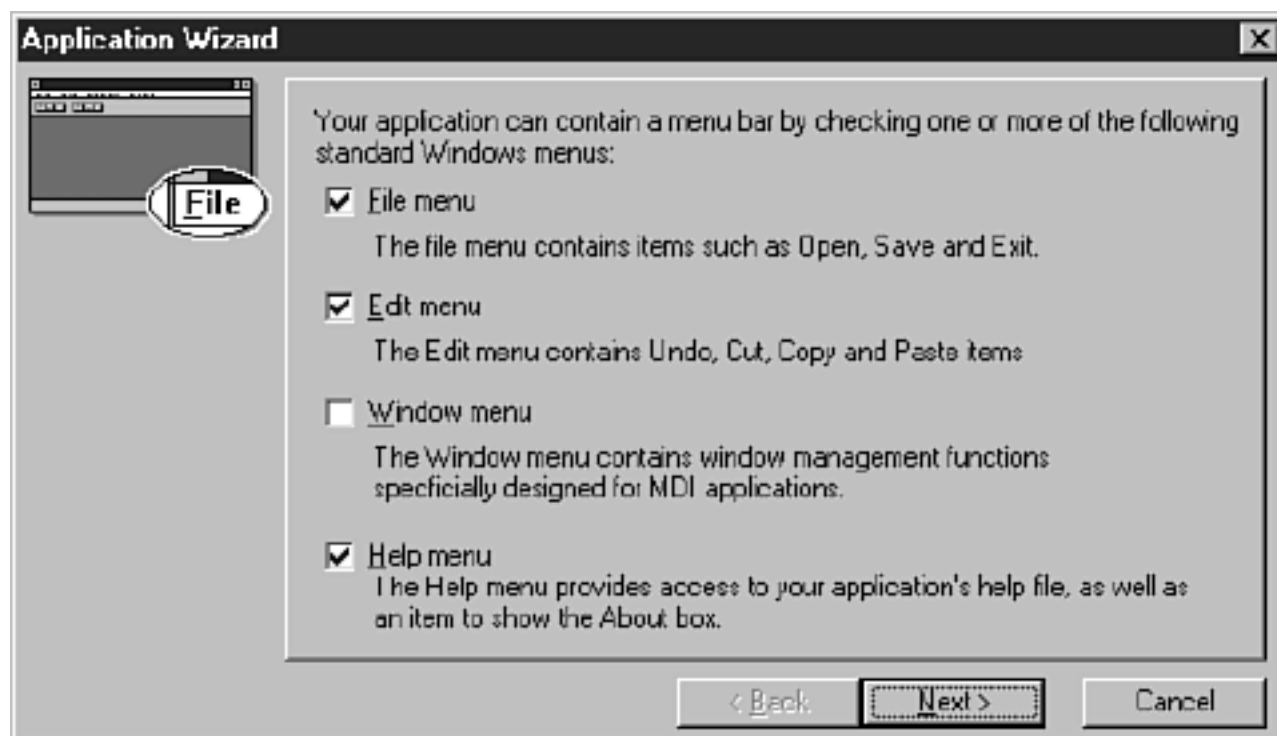 Application Wizard
File
Your application can contain a menu bar by checking one or more of the following
standard Windows menus:
File menu
The file menu contains items such as Open, Save and Exit.
Edit menu
The Edit menu contains Undo, Cut, Copy and Paste items
Window menu
The Window menu contains window management functions
specficially designed for MDI applications.
Help menu
The Help menu provides access to your application's help file, as well as
an item to show the About box.
< Back
Next >
Cancel